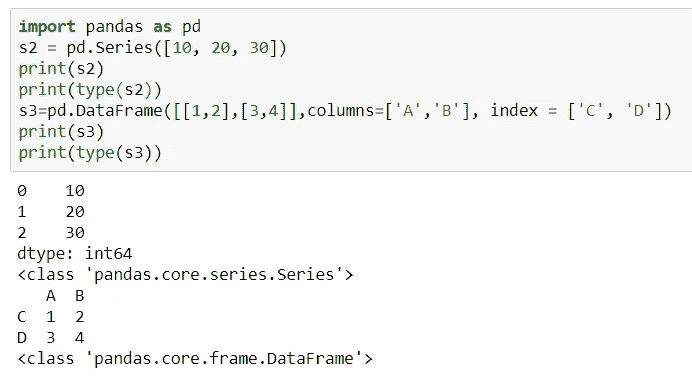 import pandas as pd
s2 = pd.Series([10, 20, 30])
print(s2)
print(type(s2))
s3=pd.DataFrame([[1,2],[3,4]],columns=['A','B'], index = ['C', 'D'])
print(s3)
print(type(s3))
0    10
1    20
2    30
dtype: int64
<class 'pandas.core.series.Series'>
   A  B
C  1  2
D  3  4
<class 'pandas.core.frame.DataFrame'>